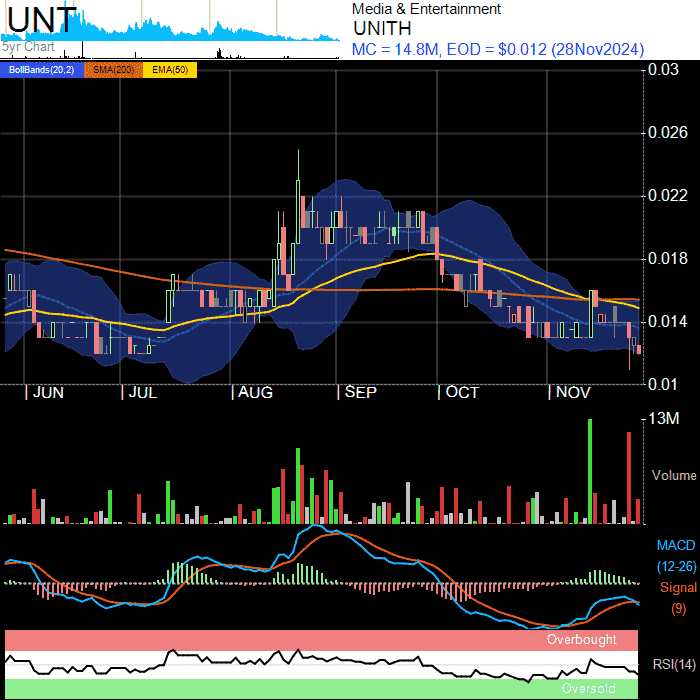 UNT
5yr Chart
Media & Entertainment
UNITH
MC = 14.8M, EOD = $0.012 (28Nov2024)
BollBands(20,2) SMA(200) EMA(50)
0.03
0.026
0.022
0.018
0.014
0.01
JUN JUL AUG SEP OCT NOV
13M
Volume
MACD
(12-26)
Signal
(9)
Overbought
RSI(14)
Oversold